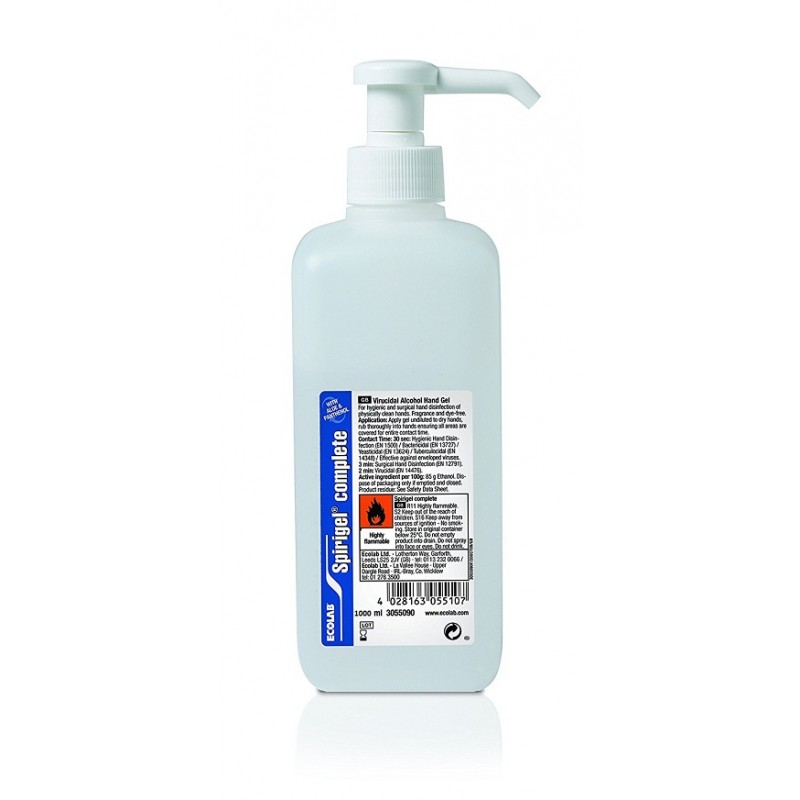 WITH
ALOE &
PANTHENOL
Spirigel® complete
ECOLAB
GB Virucidal Alcohol Hand Gel
For hygienic and surgical hand disinfection of
physically clean hands. Fragrance and dye-free.
Application: Apply gel undiluted to dry hands,
rub thoroughly into hands ensuring all areas are
covered for entire contact time.
Contact Time: 30 sec: Hygienic Hand Disin-
fection (EN 1500) / Bactericidal (EN 13727) /
Yeasticidal (EN 13624) / Tuberculocidal (EN
14348) / Effective against enveloped viruses.
3 min: Surgical Hand Disinfection (EN 12791).
2 min: Virucidal (EN 14476).
Active ingredient per 100g: 85 g Ethanol. Dis-
pose of packaging only if emptied and closed.
Product residue: See Safety Data Sheet.
Highly
flammable
Spirigel complete
GB R11 Highly flammable.
S2 Keep out of the reach of
children. S16 Keep away from
sources of ignition - No smok-
ing. Store in original container
below 25°C. Do not empty
product into drain. Do not spray
into face or eyes. Do not drink.
Ecolab Ltd. - Lotherton Way, Garforth,
Leeds LS25 2JY (GB) - tel 0113 232 0066 /
Ecolab Ltd. - La Vallee House - Upper
Dargle Road - IRL-Bray, Co. Wicklow
tel: 01 276 3500
4 028163 055107
1000 ml 3055090 www.ecolab.com
LOT